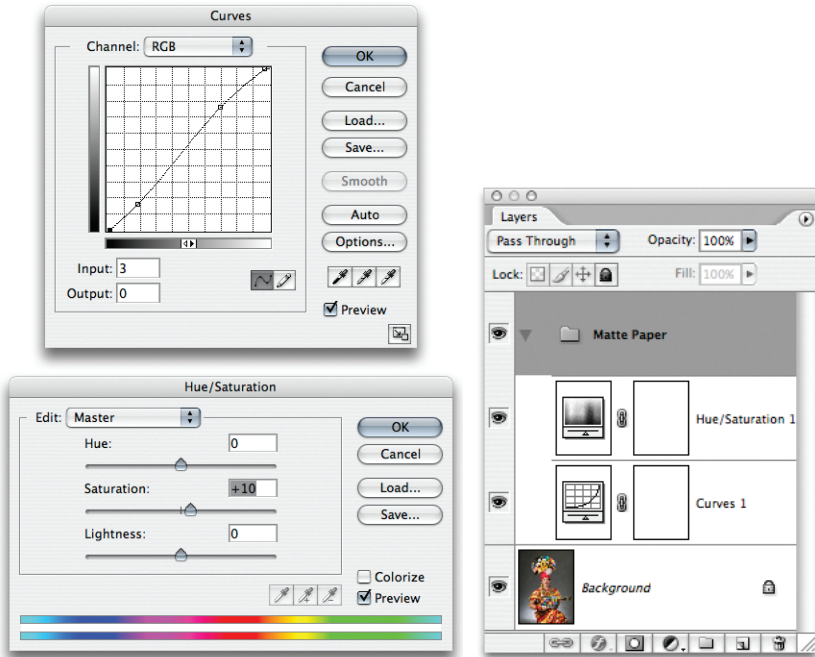 Curves
Channel: RGB
OK
Cancel
Load...
Save...
Smooth
Auto
Options...
Input: 3
Output: 0
Preview
Hue/Saturation
Edit: Master
OK
Hue: 0
Cancel
Saturation: +10
Load...
Save...
Lightness: 0
Colorize
Preview
Layers
Pass Through Opacity: 100%
Lock: Fill: 100%
Matte Paper
Hue/Saturation 1
Curves 1
Background